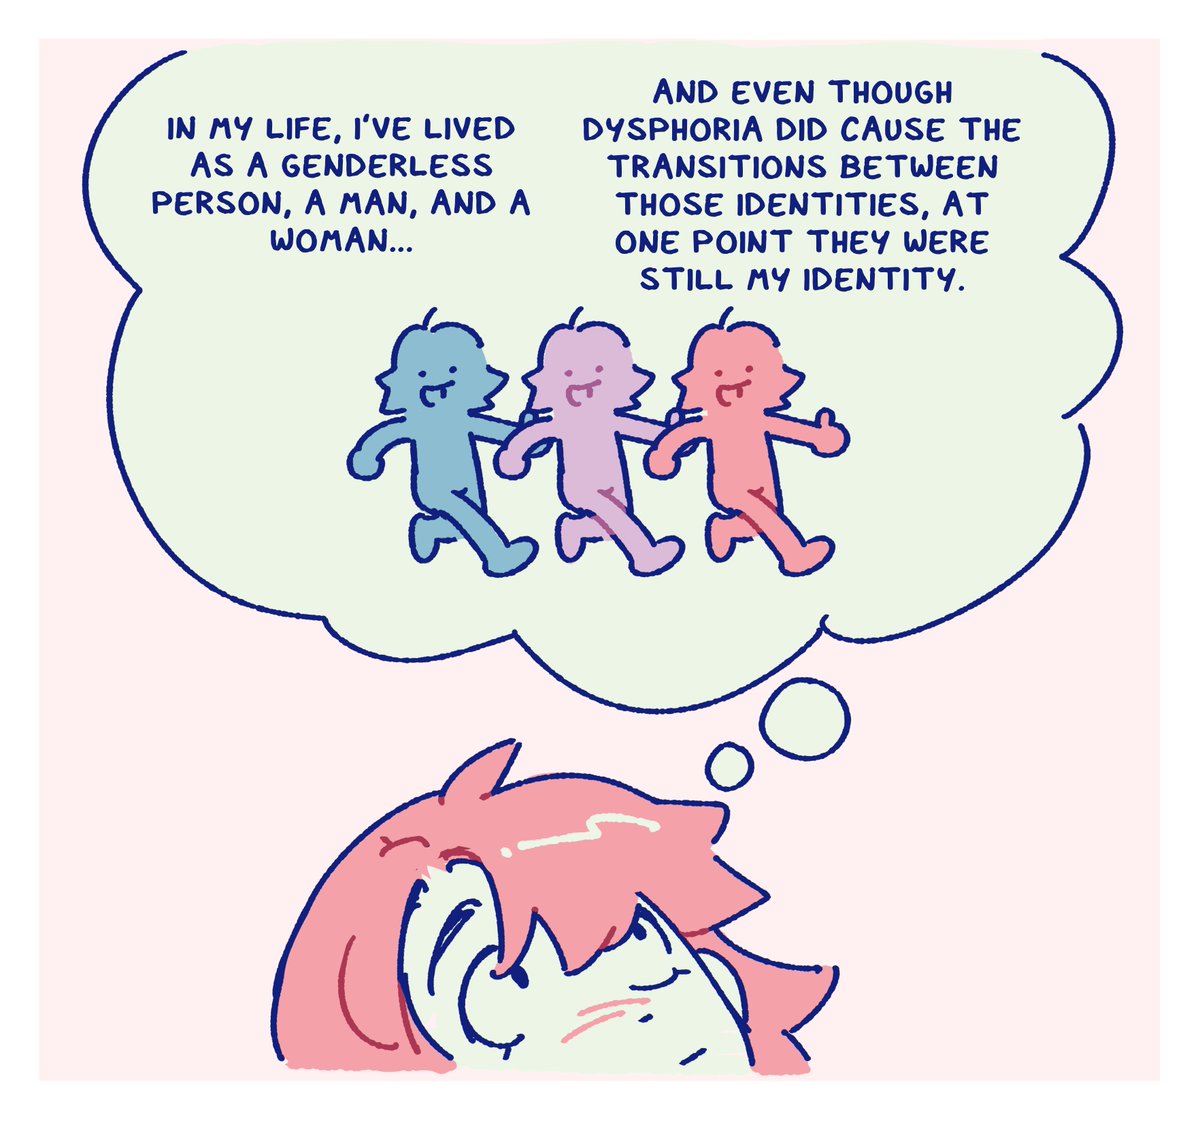 IN MY LIFE, I'VE LIVED
AS A GENDERLESS
PERSON, A MAN, AND A
WOMAN...
AND EVEN THOUGH
DYSPHORIA DID CAUSE THE
TRANSITIONS BETWEEN
THOSE IDENTITIES, AT
ONE POINT THEY WERE
STILL MY IDENTITY.